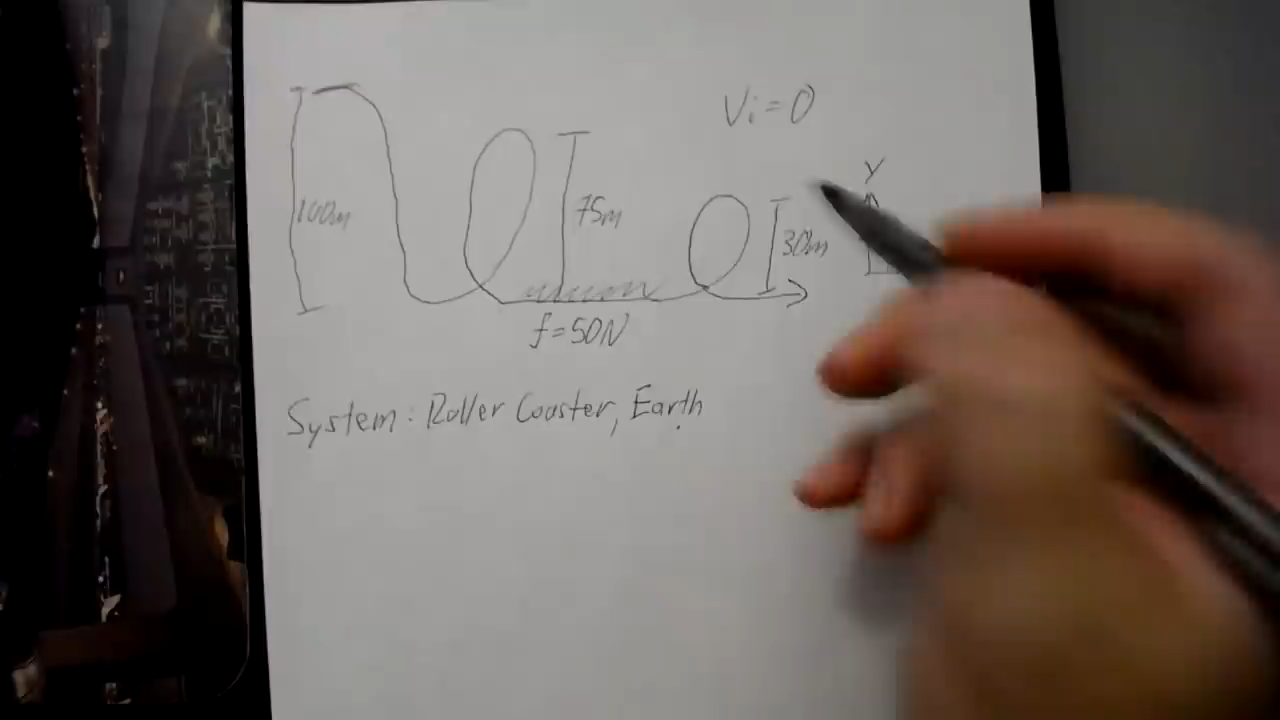 Vi=0
Y
100m
75m
30m
f=50N
System: Roller Coaster, Earth